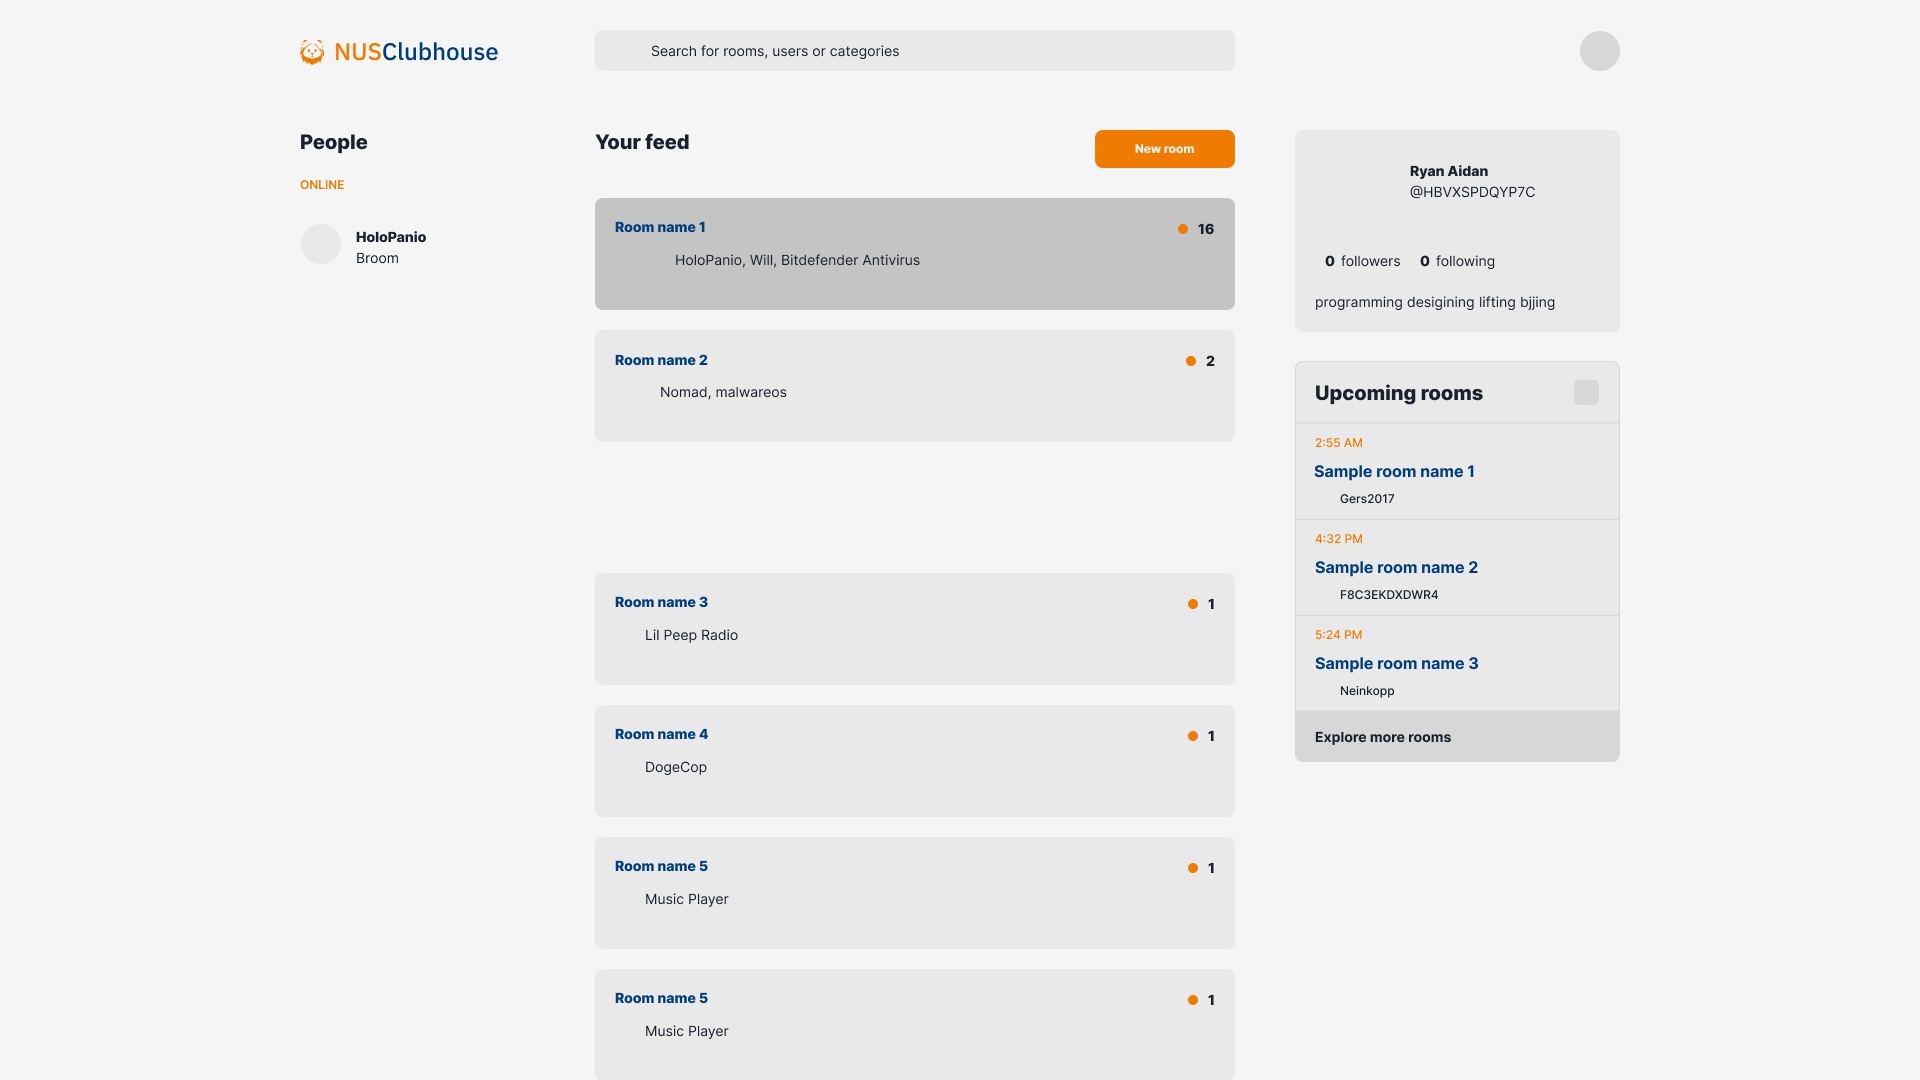 NUSClubhouse
Search for rooms, users or categories
People
ONLINE
HoloPanio
Broom
Your feed
New room
Room name 1
16
HoloPanio, Will, Bitdefender Antivirus
Room name 2
2
Nomad, malwareos
Room name 3
1
Lil Peep Radio
Room name 4
1
DogeCop
Room name 5
1
Music Player
Room name 5
1
Music Player
Ryan Aidan
@HBVXSPDQYP7C
0 followers 0 following
programming desigining lifting bjjing
Upcoming rooms
2:55 AM
Sample room name 1
Gers2017
4:32 PM
Sample room name 2
F8C3EKDXDWR4
5:24 PM
Sample room name 3
Neinkopp
Explore more rooms